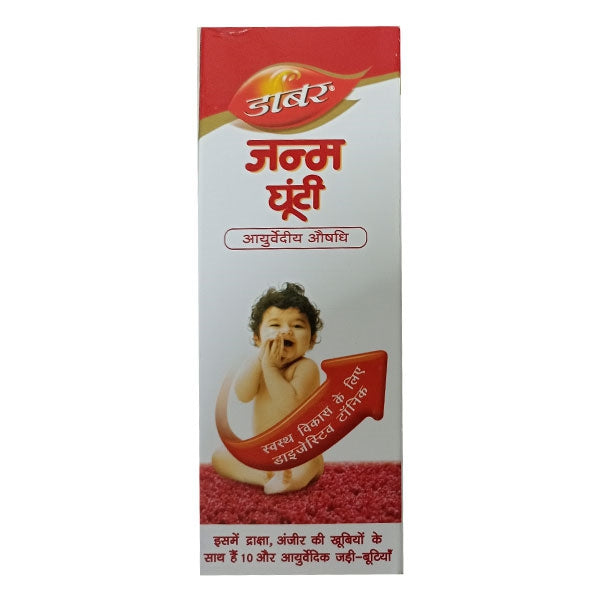 डाबर®
जन्म
घूंटी
आयुर्वेदीय औषधि
स्वस्थ विकास के लिए
डाइजेस्टिव टॉनिक
इसमें द्राक्षा, अंजीर की खूबियों के
साथ हैं 10 और आयुर्वेदिक जड़ी-बूटियाँ